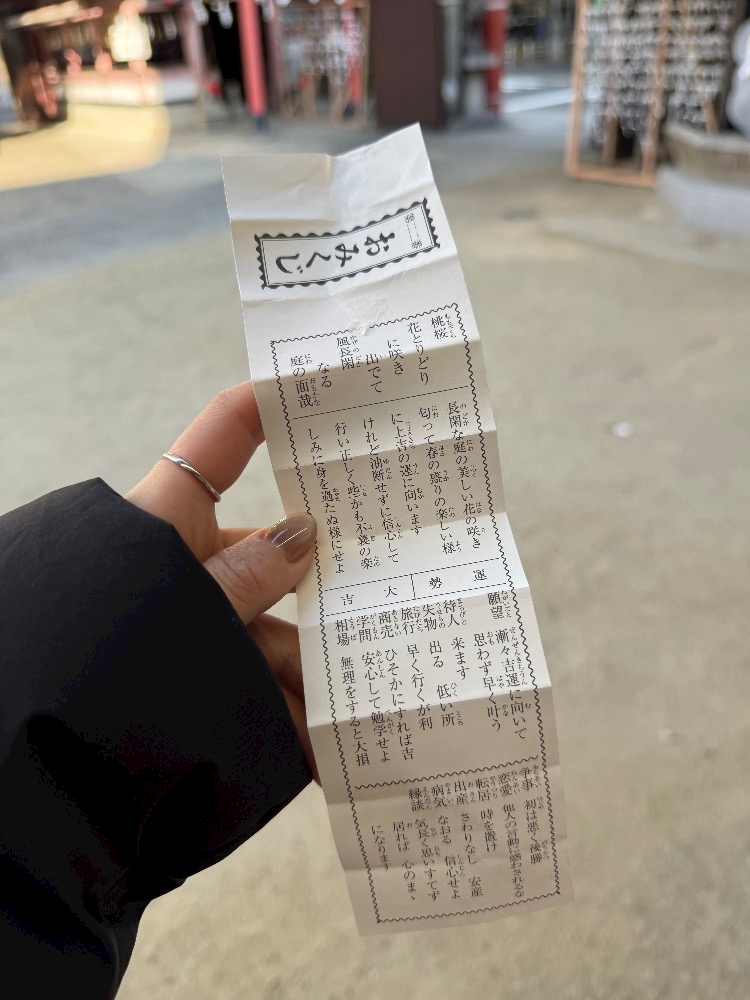 おみくじ
桃桜
花とりどり
に咲き
出でて
風長閑
なる
庭の面哉
長閑な庭の美しい花の咲き
匂って春の盛りの楽しい様
に上吉の運に向います
けれど油断せずに信心して
行い正しく些かも不義の楽
しみに身を過たぬ様にせよ
運勢 大吉
願望 漸々吉運に向いて
思わず早く叶う
待人 来ます
失物 出る 低い所
旅行 早く行くが利
商売 ひそかにすれば吉
学問 安心して勉学せよ
相場 無理をすると大損
争事 初は悪く後勝
恋愛 他人の言動に惑わされるな
転居 時を置け
出産 さわりなし 安産
病気 なおる 信心せよ
縁談 気長く思いすてず
居れば 心のまゝ
になります